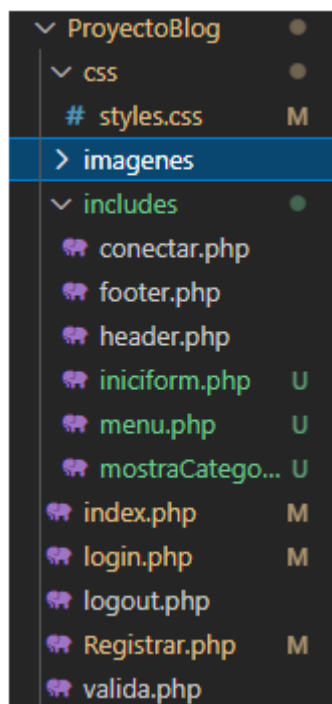 ProyectoBlog
css
# styles.css M
imagenes
includes
conectar.php
footer.php
header.php
iniciform.php U
menu.php U
mostraCatego... U
index.php M
login.php M
logout.php
Registrar.php M
valida.php